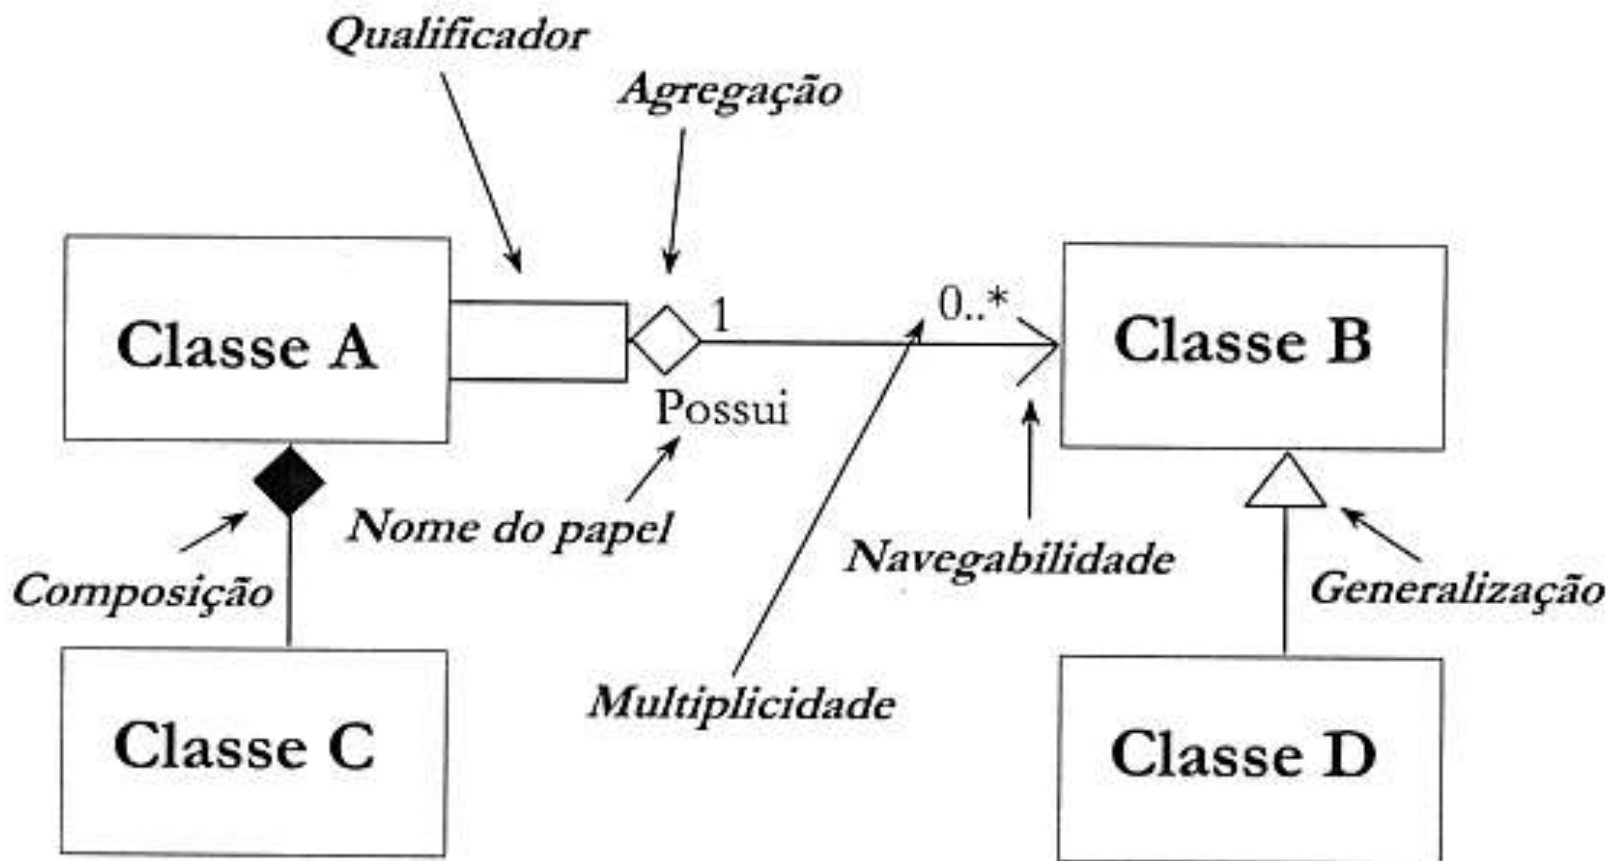 Qualificador
Agregação
Classe A
1
0..*
Classe B
Possui
Nome do papel
Navegabilidade
Composição
Generalização
Multiplicidade
Classe C
Classe D